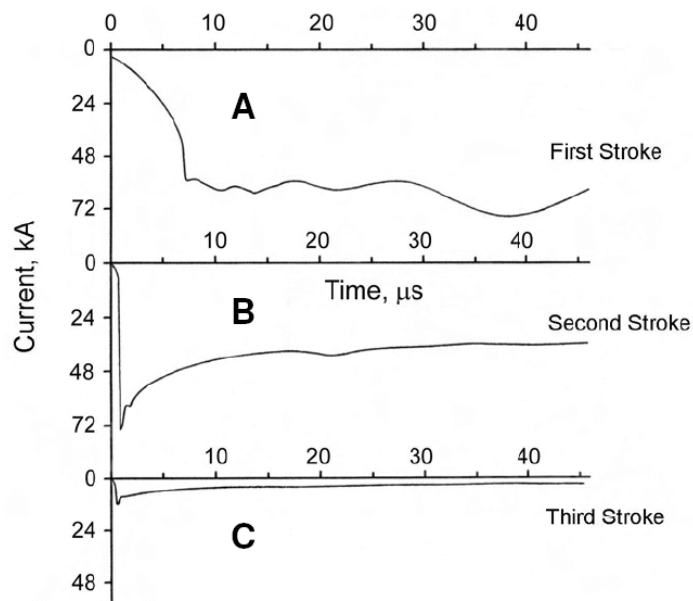 0 10 20 30 40
0
24
48
72
A
First Stroke
10 20 30 40
0
24
48
72
Time, μs
B
Second Stroke
10 20 30 40
0
24
48
C
Third Stroke
Current, kA